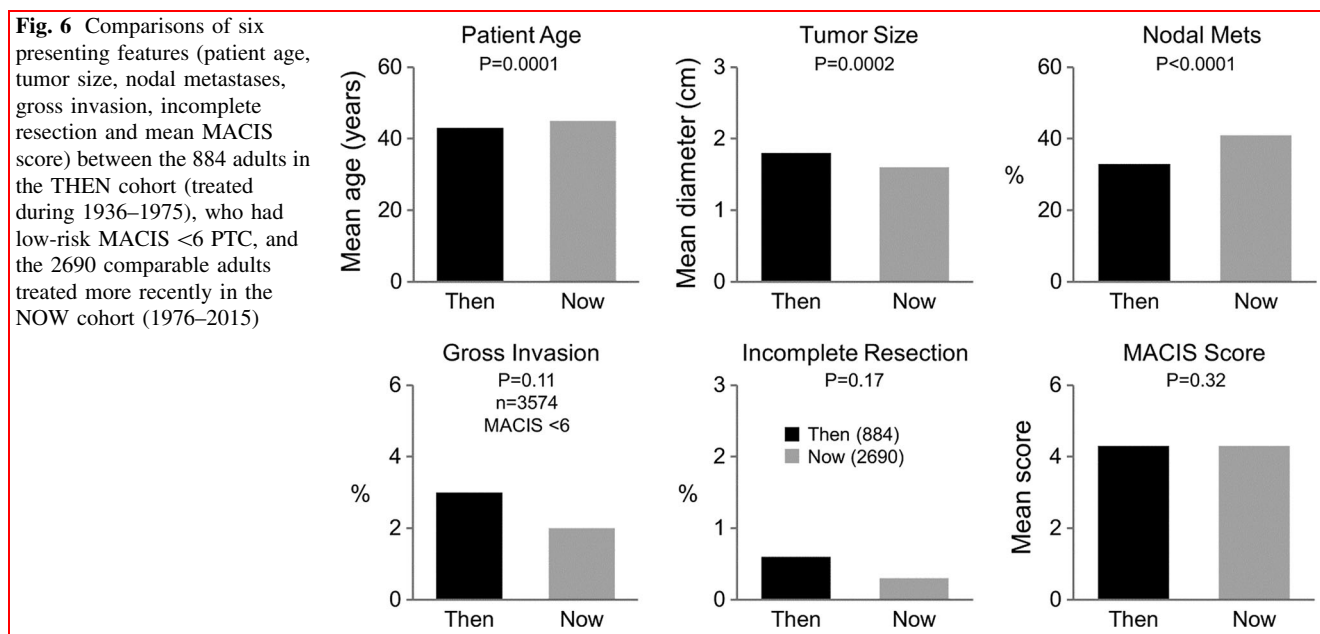 Fig. 6 Comparisons of six
presenting features (patient age,
tumor size, nodal metastases,
gross invasion, incomplete
resection and mean MACIS
score) between the 884 adults in
the THEN cohort (treated
during 1936–1975), who had
low-risk MACIS <6 PTC, and
the 2690 comparable adults
treated more recently in the
NOW cohort (1976–2015)
Patient Age
P=0.0001
Mean age (years)
60
40
20
0
Then Now
Tumor Size
P=0.0002
Mean diameter (cm)
3
2
1
0
Then Now
Nodal Mets
P<0.0001
%
60
40
20
0
Then Now
Gross Invasion
P=0.11
n=3574
MACIS <6
%
6
4
2
0
Then Now
Incomplete Resection
P=0.17
Then (884)
Now (2690)
%
3
2
1
0
Then Now
MACIS Score
P=0.32
Mean score
6
4
2
0
Then Now